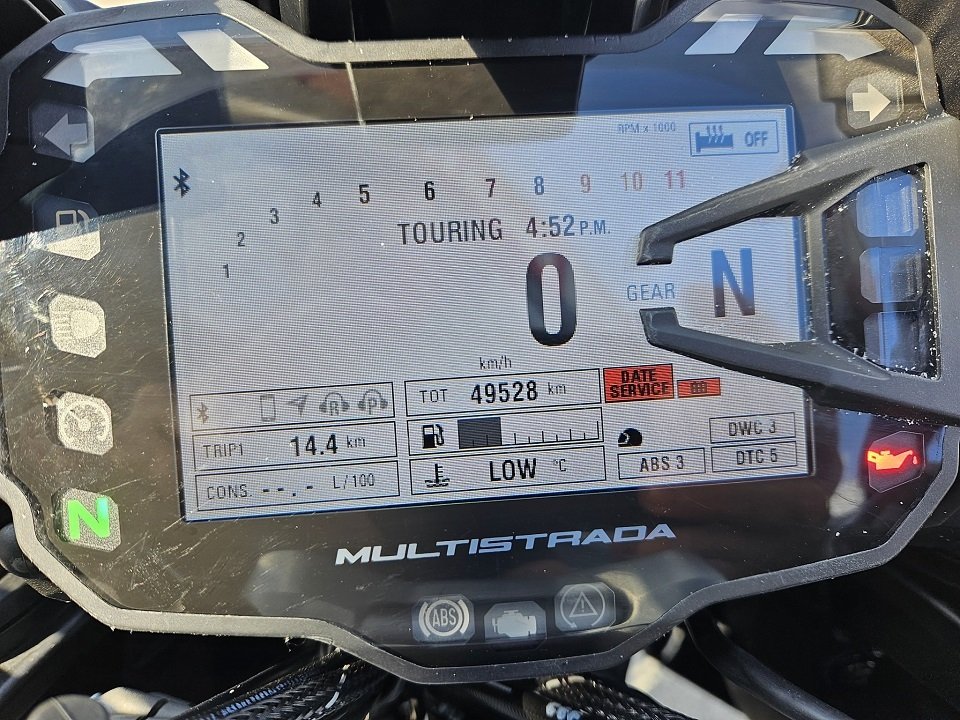 RPM x 1000
OFF
1 2 3 4 5 6 7 8 9 10 11
TOURING 4:52 P.M.
0
GEAR N
km/h
TOT 49528 km
DATE
SERVICE
R P
TRIP1 14.4 km
CONS. --.- L/100
LOW °C
DWC 3
ABS 3 DTC 5
N
MULTISTRADA
ABS